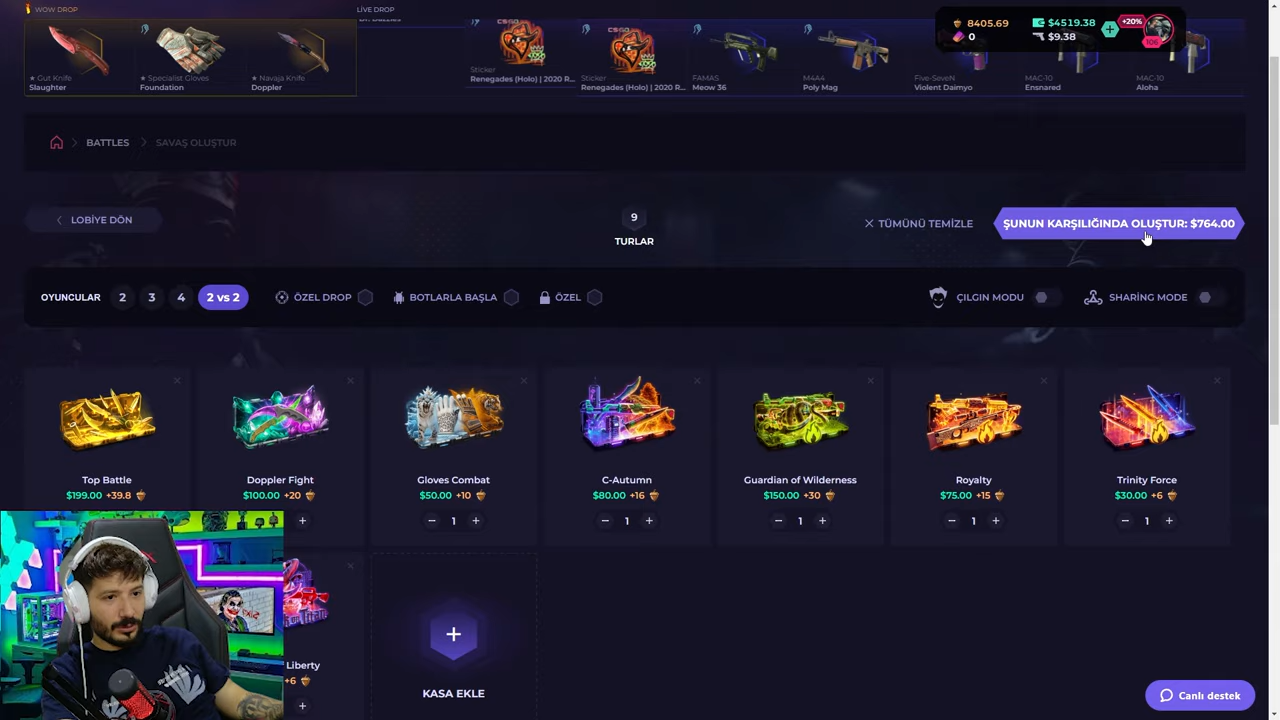 WOW DROP
LIVE DROP
★ Gut Knife
Slaughter
★ Specialist Gloves
Foundation
★ Navaja Knife
Doppler
Sticker
Renegades (Holo) | 2020 R...
Sticker
Renegades (Holo) | 2020 R...
FAMAS
Meow 36
M4A4
Poly Mag
Five-SeveN
Violent Daimyo
MAC-10
Ensnared
MAC-10
Aloha
8405.69
0
$4519.38
$9.38
+20%
BATTLES
SAVAŞ OLUŞTUR
LOBİYE DÖN
9
TURLAR
TÜMÜNÜ TEMİZLE
ŞUNUN KARŞILIĞINDA OLUŞTUR: $764.00
OYUNCULAR
2
3
4
2 vs 2
ÖZEL DROP
BOTLARLA BAŞLA
ÖZEL
ÇILGIN MODU
SHARİNG MODE
Top Battle
$199.00 +39.8
Doppler Fight
$100.00 +20
+
Gloves Combat
$50.00 +10
− 1 +
C-Autumn
$80.00 +16
− 1 +
Guardian of Wilderness
$150.00 +30
− 1 +
Royalty
$75.00 +15
− 1 +
Trinity Force
$30.00 +6
− 1 +
Liberty
+6
+
+
KASA EKLE
Canlı destek